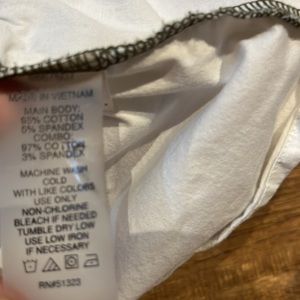 MADE IN VIETNAM
MAIN BODY:
95% COTTON
5% SPANDEX
COMBO:
97% COTTON
3% SPANDEX
MACHINE WASH
COLD
WITH LIKE COLORS
USE ONLY
NON-CHLORINE
BLEACH IF NEEDED
TUMBLE DRY LOW
USE LOW IRON
IF NECESSARY
RN#51323